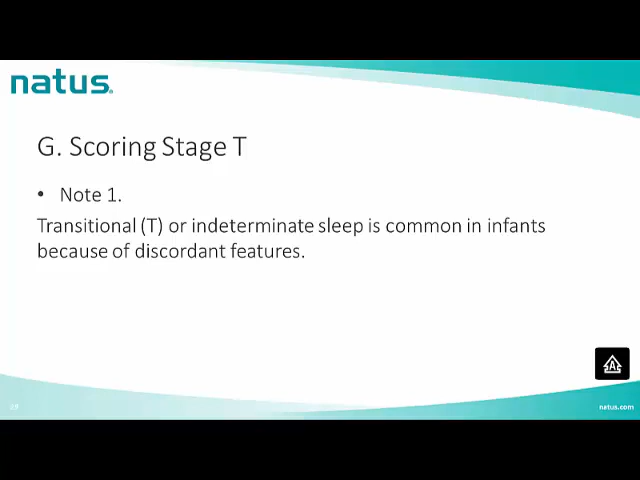 natus.
G. Scoring Stage T
• Note 1.
Transitional (T) or indeterminate sleep is common in infants
because of discordant features.
A
29
natus.com